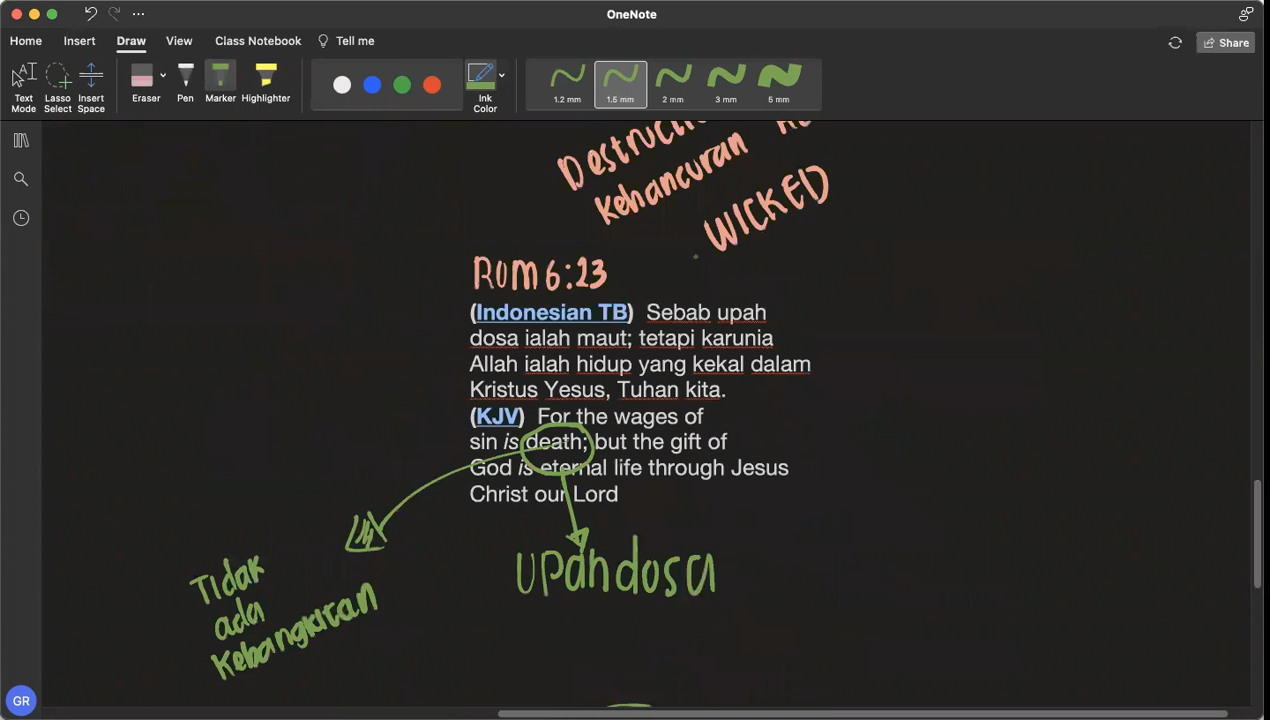 OneNote
Home Insert Draw View Class Notebook Tell me
Share
Text Mode
Lasso Select
Insert Space
Eraser
Pen
Marker
Highlighter
Ink Color
1.2 mm
1.5 mm
2 mm
3 mm
5 mm
Kehancuran
WICKED
ROM 6:23
(Indonesian TB) Sebab upah
dosa ialah maut; tetapi karunia
Allah ialah hidup yang kekal dalam
Kristus Yesus, Tuhan kita.
(KJV) For the wages of
sin is death; but the gift of
God is eternal life through Jesus
Christ our Lord
upah dosa
Tidak
ada
Kebangkitan
GR